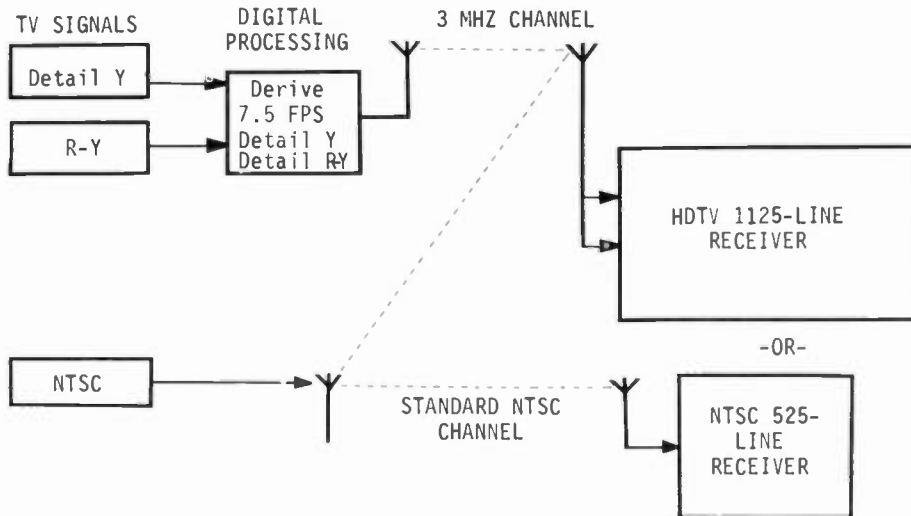 TV SIGNALS
DIGITAL
PROCESSING
3 MHZ CHANNEL
Detail Y
R-Y
Derive
7.5 FPS
Detail Y
Detail R-Y
HDTV 1125-LINE
RECEIVER
-OR-
NTSC
STANDARD NTSC
CHANNEL
NTSC 525-
LINE
RECEIVER